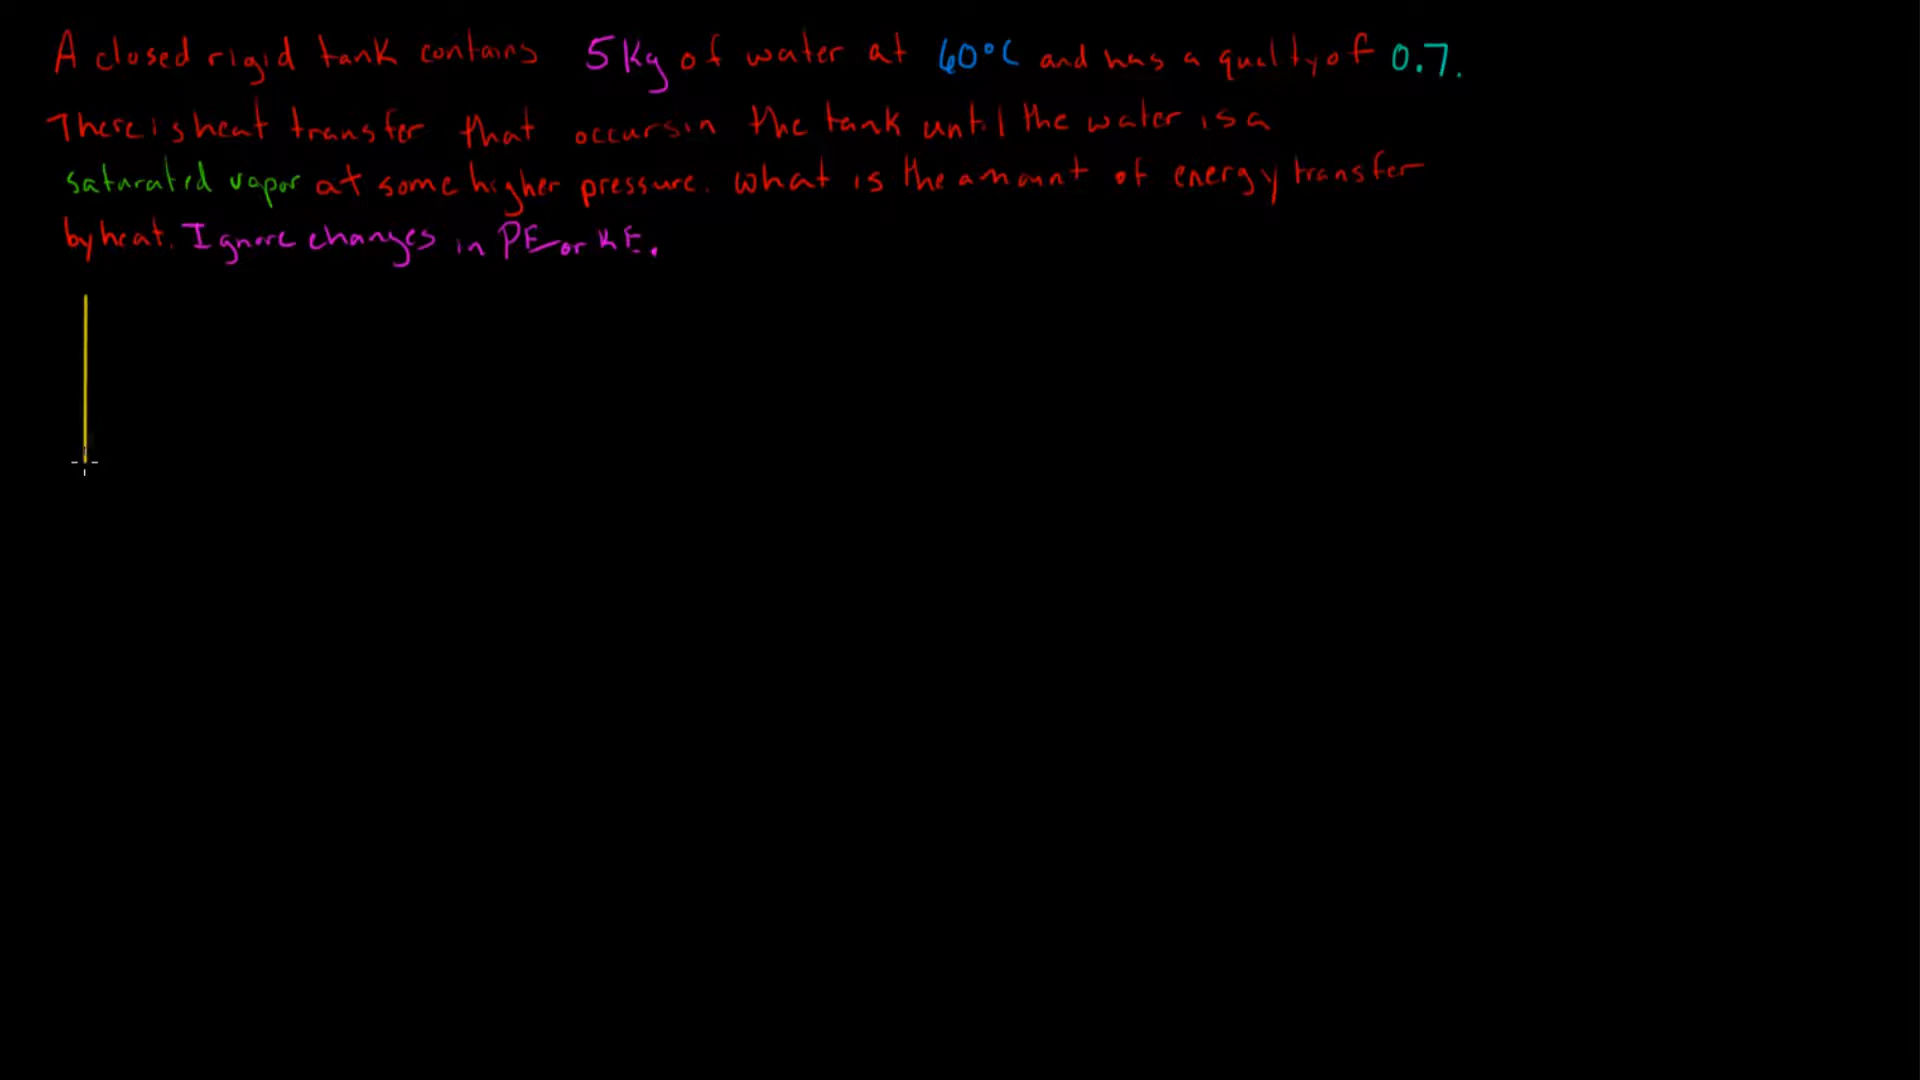 A closed rigid tank contains 5 Kg of water at 60°C and has a qualty of 0.7.
There is heat transfer that occurs in the tank until the water is a
saturated vapor at some higher pressure. What is the amount of energy transfer
by heat. Ignore changes in PE or KE.